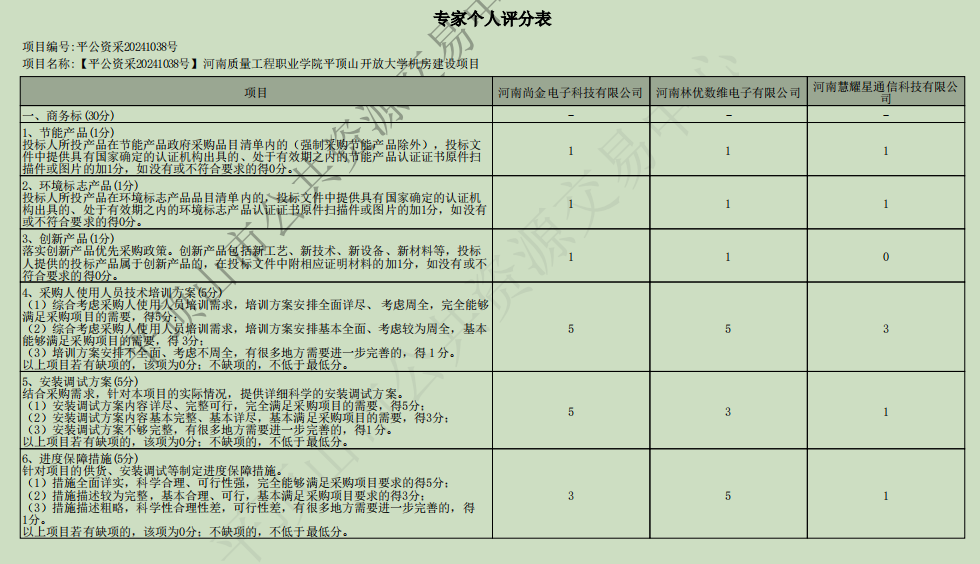 专家个人评分表
项目编号:平公资采20241038号
项目名称:【平公资采20241038号】河南质量工程职业学院平顶山开放大学机房建设项目
项目 河南尚金电子科技有限公司 河南林优数维电子有限公司 河南慧耀星通信科技有限公
司
一、商务标(30分) - - -
1、节能产品(1分)
投标人所投产品在节能产品政府采购品目清单内的（强制采购节能产品除外），投标文
件中提供具有国家确定的认证机构出具的、处于有效期之内的节能产品认证证书原件扫
描件或图片的加1分，如没有或不符合要求的得0分。
1 1 1
2、环境标志产品(1分)
投标人所投产品在环境标志产品品目清单内的，投标文件中提供具有国家确定的认证机
构出具的、处于有效期之内的环境标志产品认证证书原件扫描件或图片的加1分，如没有
或不符合要求的得0分。
1 1 1
3、创新产品(1分)
落实创新产品优先采购政策。创新产品包括新工艺、新技术、新设备、新材料等，投标
人提供的投标产品属于创新产品的，在投标文件中附相应证明材料的加1分，如没有或不
符合要求的得0分。
1 1 0
4、采购人使用人员技术培训方案(5分)
（1）综合考虑采购人使用人员培训需求，培训方案安排全面详尽、考虑周全，完全能够
满足采购项目的需要，得5分；
（2）综合考虑采购人使用人员培训需求，培训方案安排基本全面、考虑较为周全，基本
能够满足采购项目的需要，得 3分；
（3）培训方案安排不全面、考虑不周全，有很多地方需要进一步完善的，得 1 分。
以上项目若有缺项的，该项为0分；不缺项的，不低于最低分。
5 5 3
5、安装调试方案(5分)
结合采购需求，针对本项目的实际情况，提供详细科学的安装调试方案。
（1）安装调试方案内容详尽、完整可行，完全满足采购项目的需要，得5分；
（2）安装调试方案内容基本完整、基本详尽，基本满足采购项目的需要，得3分；
（3）安装调试方案不够完整，有很多地方需要进一步完善的，得1 分。
以上项目若有缺项的，该项为0分；不缺项的，不低于最低分。
5 3 1
6、进度保障措施(5分)
针对项目的供货、安装调试等制定进度保障措施。
（1）措施全面详实，科学合理、可行性强，完全能够满足采购项目要求的得5分；
（2）措施描述较为完整，基本合理、可行，基本满足采购项目要求的得3分；
（3）措施描述粗略，科学性合理性差，可行性差，有很多地方需要进一步完善的，得
1分。
以上项目若有缺项的，该项为0分；不缺项的，不低于最低分。
3 5 1
平顶山市公共资源交易中
平顶山市公共资源交易中心